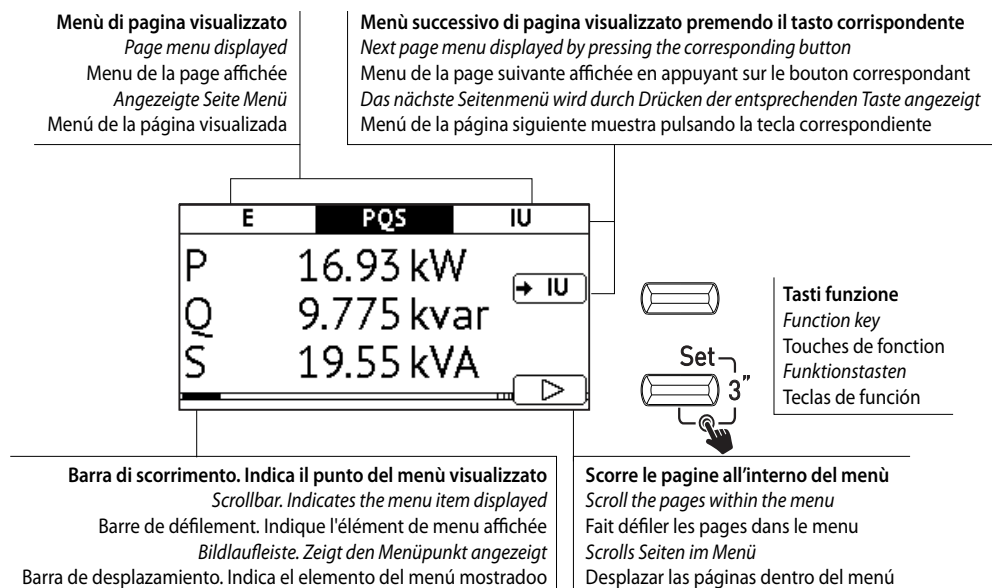 Menù di pagina visualizzato
Page menu displayed
Menu de la page affichée
Angezeigte Seite Menü
Menú de la página visualizada
Menù successivo di pagina visualizzato premendo il tasto corrispondente
Next page menu displayed by pressing the corresponding button
Menu de la page suivante affichée en appuyant sur le bouton correspondant
Das nächste Seitenmenü wird durch Drücken der entsprechenden Taste angezeigt
Menú de la página siguiente muestra pulsando la tecla correspondiente
E PQS IU
P 16.93 kW
→ IU
Q 9.775 kvar
S 19.55 kVA
Set
3”
Tasti funzione
Function key
Touches de fonction
Funktionstasten
Teclas de función
Barra di scorrimento. Indica il punto del menù visualizzato
Scrollbar. Indicates the menu item displayed
Barre de défilement. Indique l'élément de menu affichée
Bildlaufleiste. Zeigt den Menüpunkt angezeigt
Barra de desplazamiento. Indica el elemento del menú mostradoo
Scorre le pagine all’interno del menù
Scroll the pages within the menu
Fait défiler les pages dans le menu
Scrolls Seiten im Menü
Desplazar las páginas dentro del menú